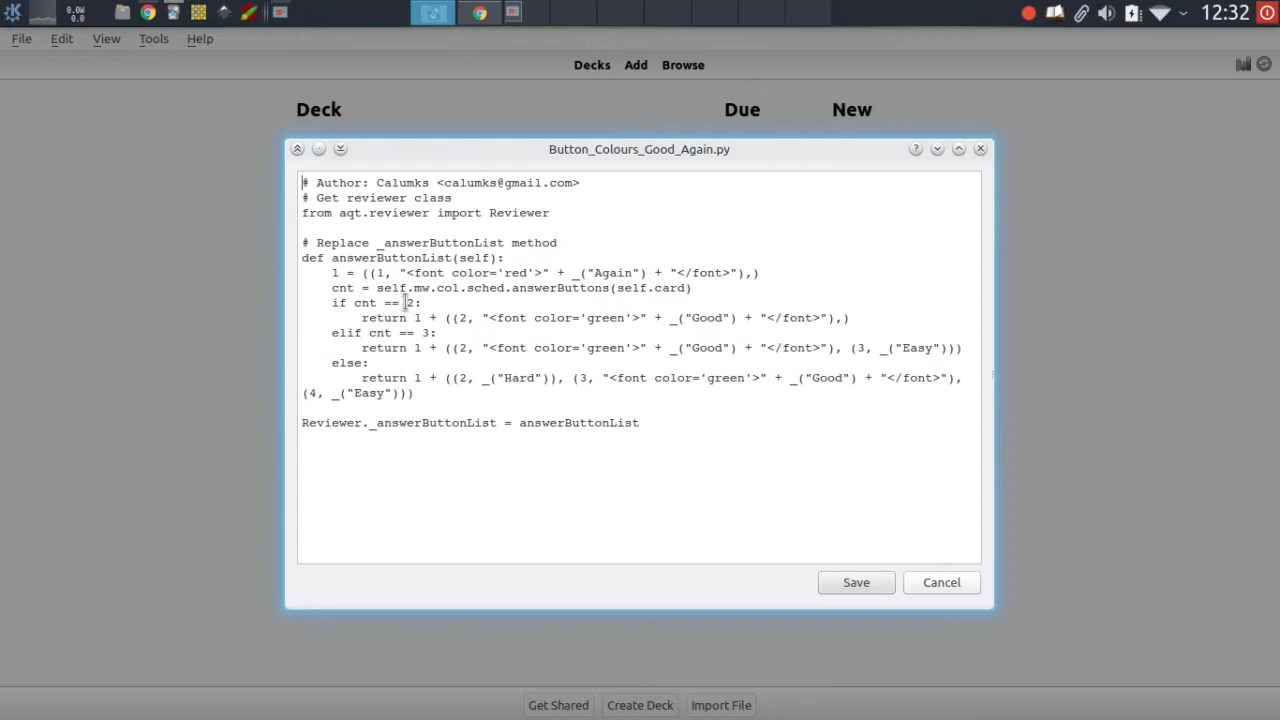 0.0W
0.0
12:32
File Edit View Tools Help
Decks Add Browse
Deck Due New
Button_Colours_Good_Again.py
# Author: Calumks <calumks@gmail.com>
# Get reviewer class
from aqt.reviewer import Reviewer
# Replace _answerButtonList method
def answerButtonList(self):
    l = ((1, "<font color='red'>" + _("Again") + "</font>"),)
    cnt = self.mw.col.sched.answerButtons(self.card)
    if cnt == 2:
        return l + ((2, "<font color='green'>" + _("Good") + "</font>"),)
    elif cnt == 3:
        return l + ((2, "<font color='green'>" + _("Good") + "</font>"), (3, _("Easy")))
    else:
        return l + ((2, _("Hard")), (3, "<font color='green'>" + _("Good") + "</font>"),
(4, _("Easy")))
Reviewer._answerButtonList = answerButtonList
Save Cancel
Get Shared Create Deck Import File